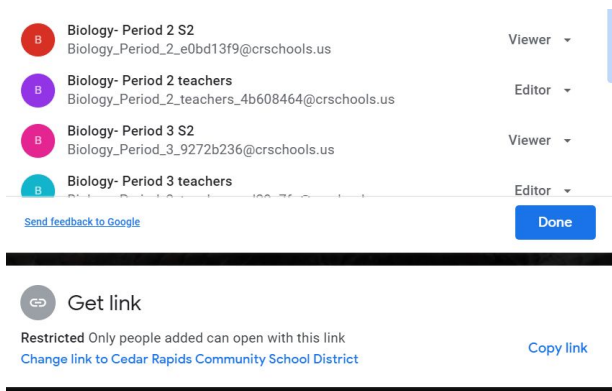 B
Biology- Period 2 S2
Viewer
Biology_Period_2_e0bd13f9@crschools.us
B
Biology- Period 2 teachers
Editor
Biology_Period_2_teachers_4b608464@crschools.us
B
Biology- Period 3 S2
Viewer
Biology_Period_3_9272b236@crschools.us
B
Biology- Period 3 teachers
Editor
Send feedback to Google
Done
Get link
Restricted Only people added can open with this link
Change link to Cedar Rapids Community School District
Copy link